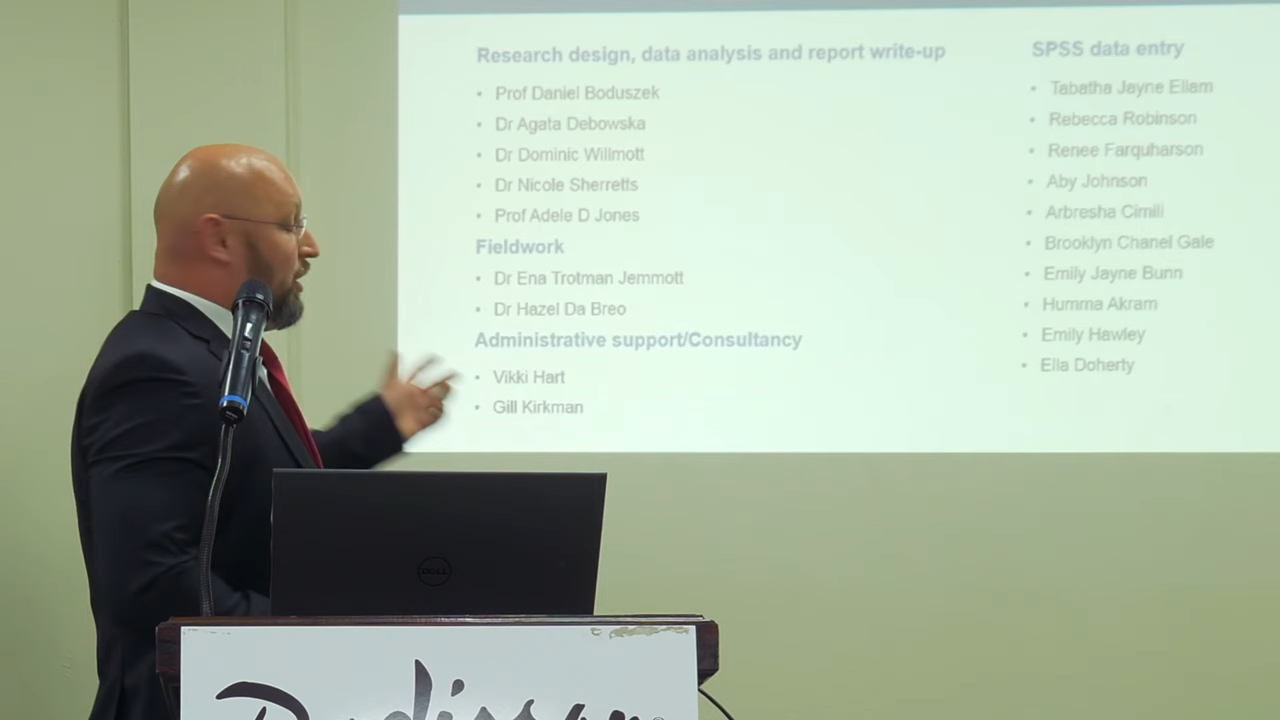 Research design, data analysis and report write-up
• Prof Daniel Boduszek
• Dr Agata Debowska
• Dr Dominic Willmott
• Dr Nicole Sherretts
• Prof Adele D Jones
Fieldwork
• Dr Ena Trotman Jemmott
• Dr Hazel Da Breo
Administrative support/Consultancy
• Vikki Hart
• Gill Kirkman
SPSS data entry
• Tabatha Jayne Ellam
• Rebecca Robinson
• Renee Farquharson
• Aby Johnson
• Arbresha Cimili
• Brooklyn Chanel Gale
• Emily Jayne Bunn
• Humma Akram
• Emily Hawley
• Ella Doherty
DELL
Radisson®